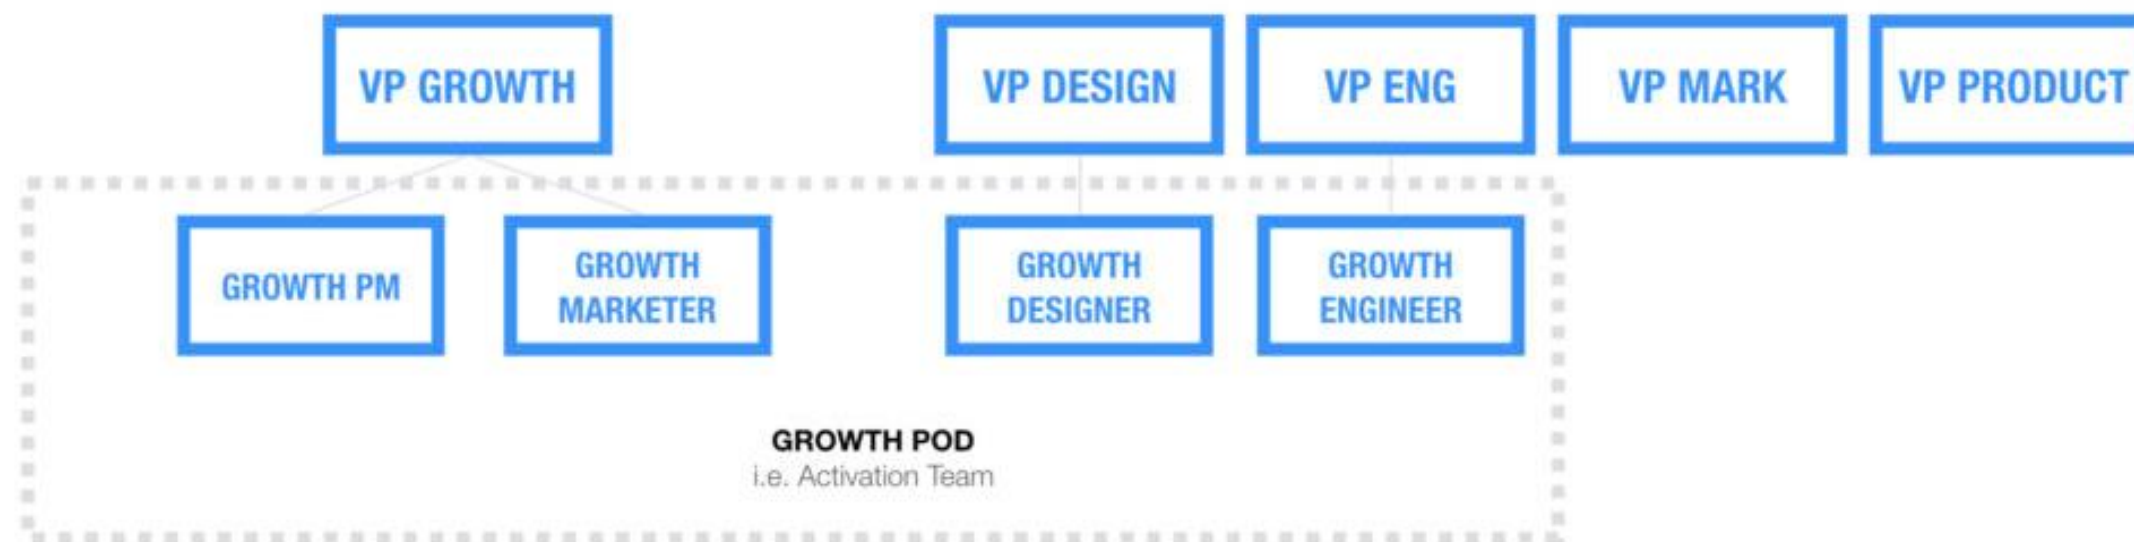 VP GROWTH
VP DESIGN
VP ENG
VP MARK
VP PRODUCT
GROWTH PM
GROWTH
MARKETER
GROWTH
DESIGNER
GROWTH
ENGINEER
GROWTH POD
i.e. Activation Team